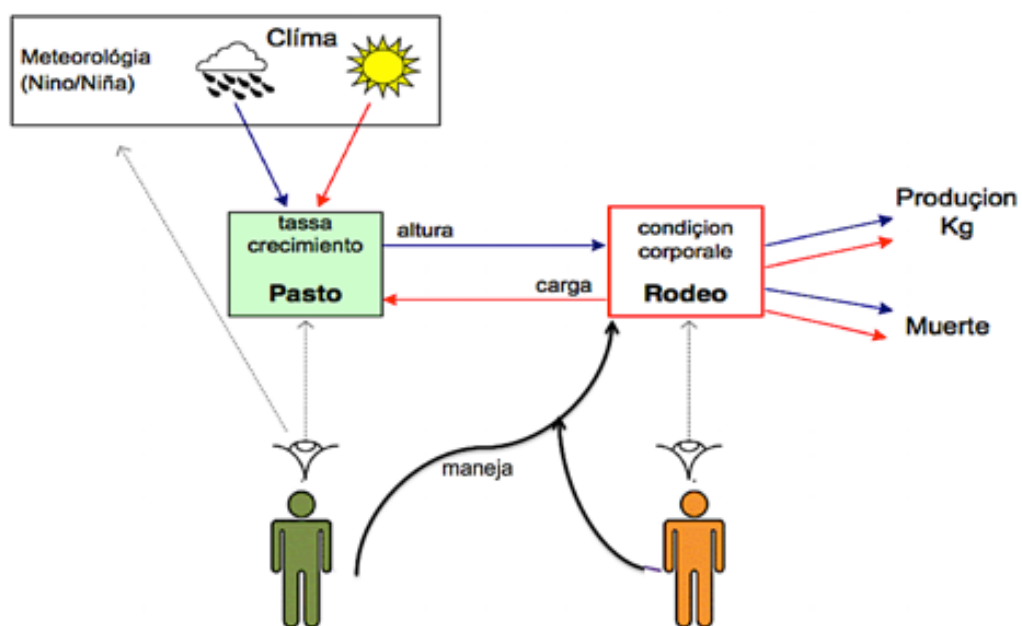 Clíma
Meteorológia
(Nino/Niña)
tassa
crecimiento
Pasto
altura
carga
condiçion
corporale
Rodeo
Produçion
Kg
Muerte
maneja